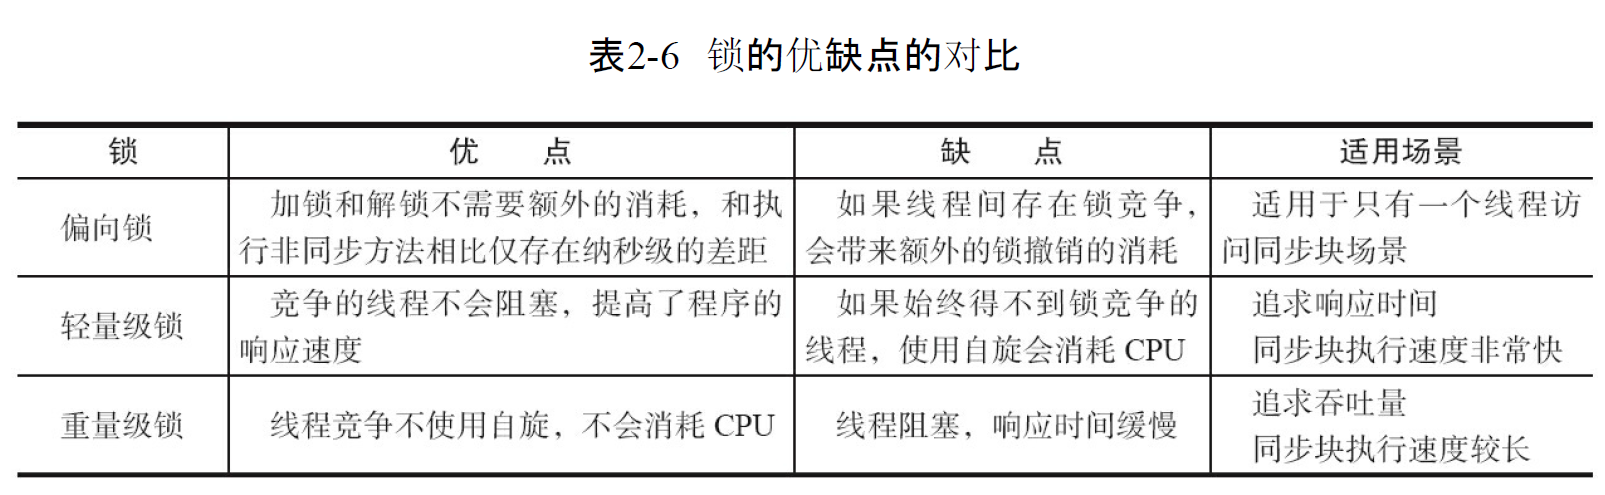 表2-6 锁的优缺点的对比
锁 优 点 缺 点 适用场景
偏向锁
加锁和解锁不需要额外的消耗，和执
行非同步方法相比仅存在纳秒级的差距
如果线程间存在锁竞争，
会带来额外的锁撤销的消耗
适用于只有一个线程访
问同步块场景
轻量级锁
竞争的线程不会阻塞，提高了程序的
响应速度
如果始终得不到锁竞争的
线程，使用自旋会消耗 CPU
追求响应时间
同步块执行速度非常快
重量级锁
线程竞争不使用自旋，不会消耗 CPU
线程阻塞，响应时间缓慢
追求吞吐量
同步块执行速度较长